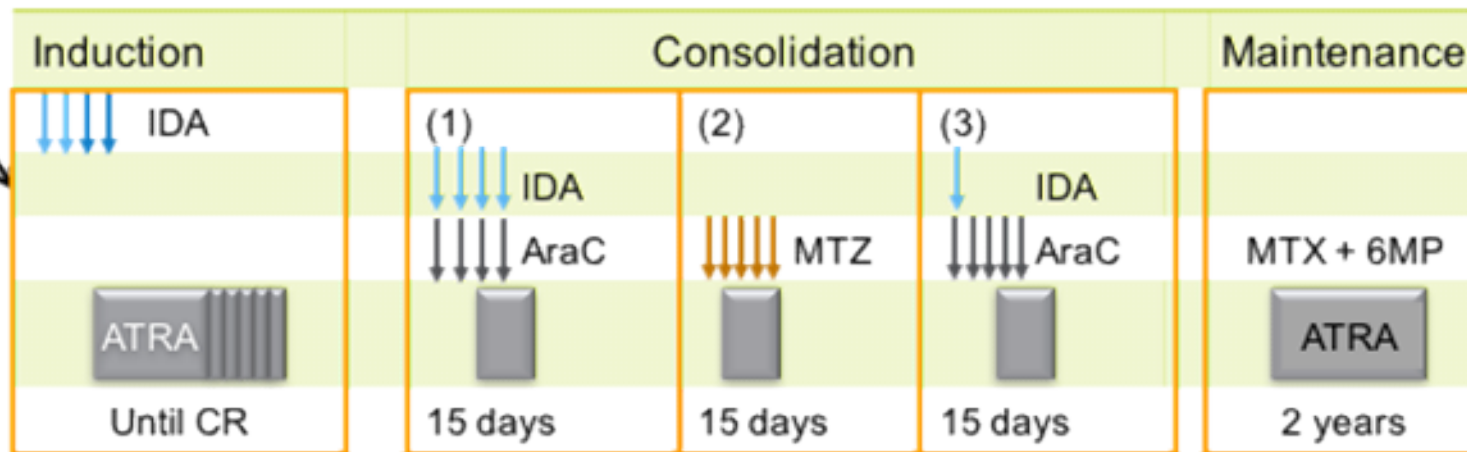 Induction Consolidation Maintenance
IDA (1) (2) (3)
IDA IDA
AraC MTZ AraC MTX + 6MP
ATRA ATRA
Until CR 15 days 15 days 15 days 2 years